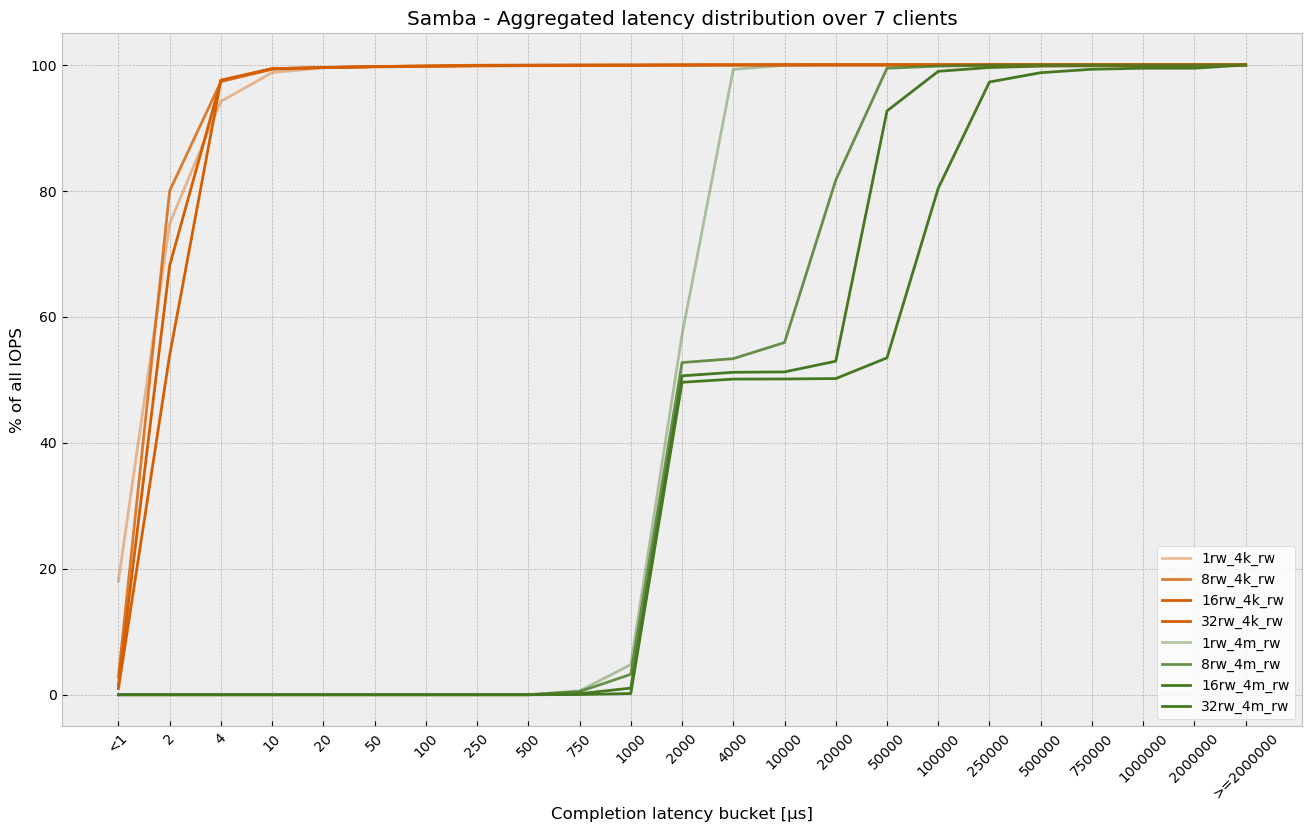 Samba - Aggregated latency distribution over 7 clients
% of all IOPS
100
80
60
40
20
0
<1
2
4
10
20
50
100
250
500
750
1000
2000
4000
10000
20000
50000
100000
250000
500000
750000
1000000
2000000
>=2000000
Completion latency bucket [µs]
1rw_4k_rw
8rw_4k_rw
16rw_4k_rw
32rw_4k_rw
1rw_4m_rw
8rw_4m_rw
16rw_4m_rw
32rw_4m_rw